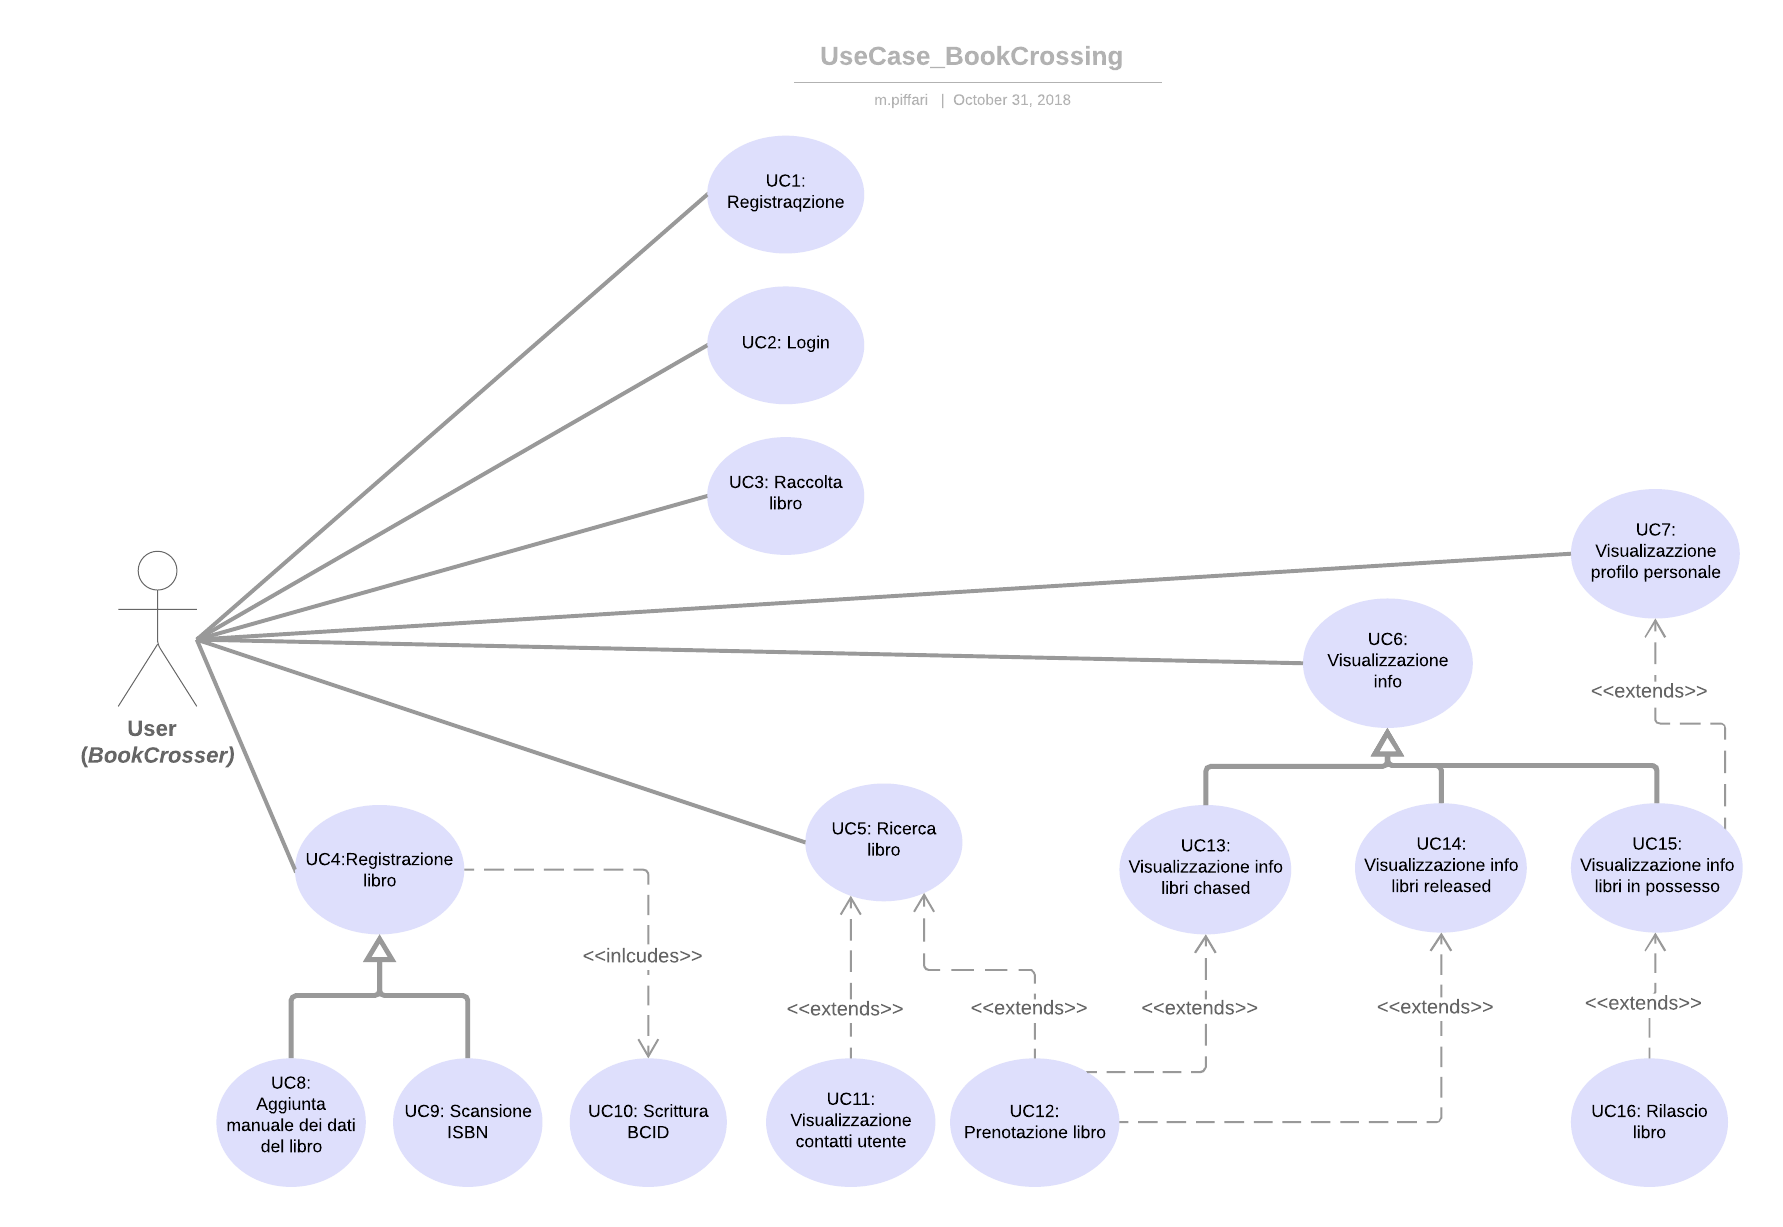 UseCase_BookCrossing
m.piffari | October 31, 2018
UC1:
Registraqzione
UC2: Login
UC3: Raccolta
libro
UC7:
Visualizazzione
profilo personale
UC6:
Visualizzazione
info
<<extends>>
User
(BookCrosser)
UC4:Registrazione
libro
UC5: Ricerca
libro
UC13:
Visualizzazione info
libri chased
UC14:
Visualizzazione info
libri released
UC15:
Visualizzazione info
libri in possesso
<<inlcudes>>
<<extends>>
<<extends>>
<<extends>>
<<extends>>
<<extends>>
UC8:
Aggiunta
manuale dei dati
del libro
UC9: Scansione
ISBN
UC10: Scrittura
BCID
UC11:
Visualizzazione
contatti utente
UC12:
Prenotazione libro
UC16: Rilascio
libro